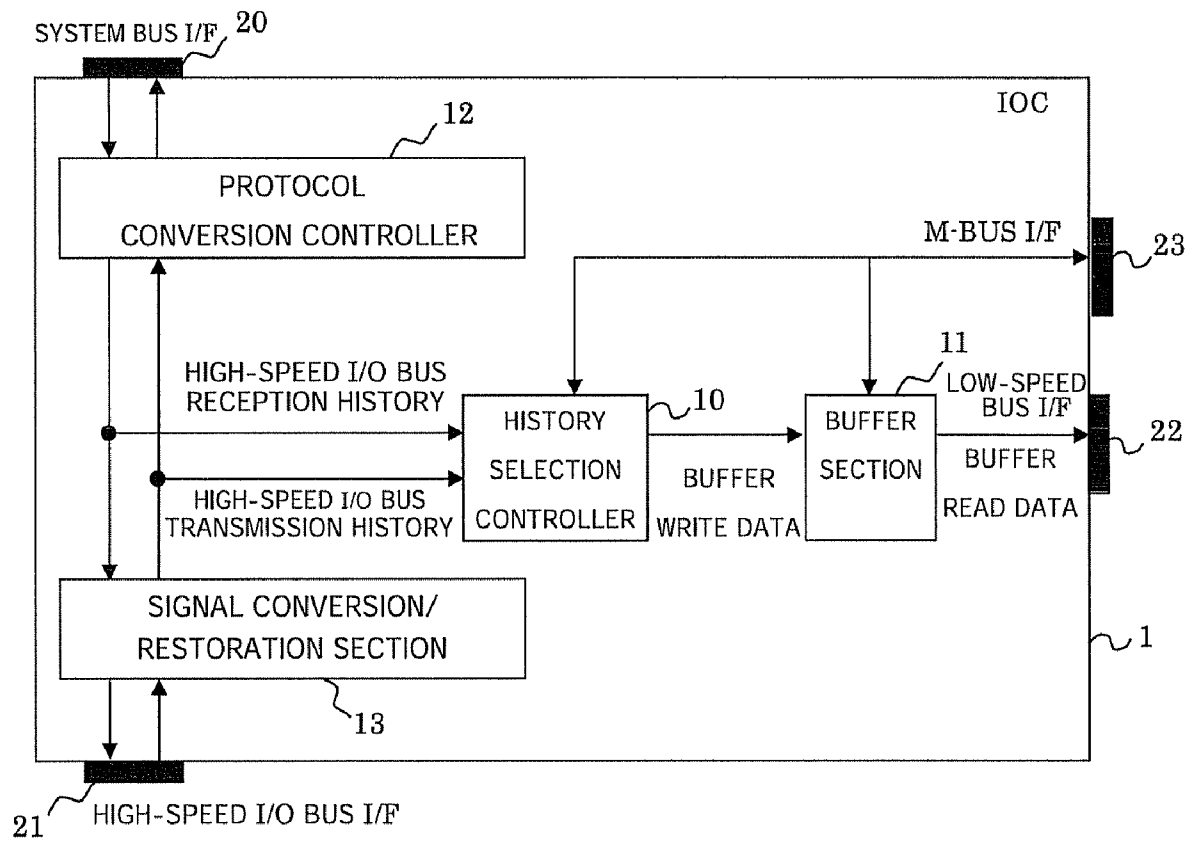 SYSTEM BUS I/F
20
IOC
12
PROTOCOL
CONVERSION CONTROLLER
M-BUS I/F
23
HIGH-SPEED I/O BUS
RECEPTION HISTORY
10
11
LOW-SPEED
BUS I/F
22
HISTORY
SELECTION
CONTROLLER
BUFFER
SECTION
BUFFER
WRITE DATA
BUFFER
READ DATA
HIGH-SPEED I/O BUS
TRANSMISSION HISTORY
SIGNAL CONVERSION/
RESTORATION SECTION
1
13
21
HIGH-SPEED I/O BUS I/F